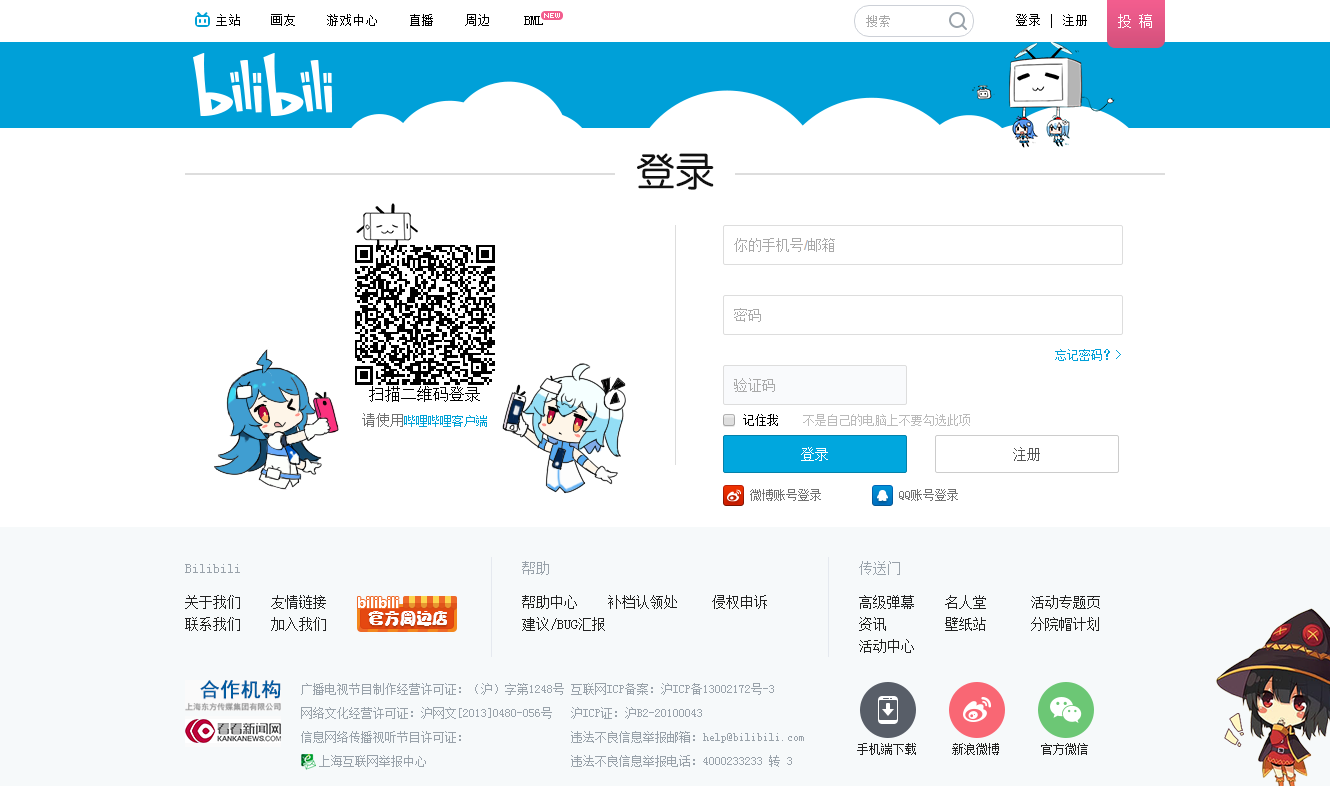 主站 画友 游戏中心 直播 周边 BML NEW 搜索 登录 | 注册 投 稿
bilibili
登录
你的手机号/邮箱
密码
忘记密码?
验证码
扫描二维码登录
请使用哔哩哔哩客户端
记住我 不是自己的电脑上不要勾选此项
登录 注册
微博账号登录 QQ账号登录
Bilibili 帮助 传送门
关于我们 友情链接 bilibili 官方周边店 帮助中心 补档认领处 侵权申诉 高级弹幕 名人堂 活动专题页
联系我们 加入我们 建议/BUG汇报 资讯 壁纸站 分院帽计划
活动中心
合作机构 广播电视节目制作经营许可证: (沪)字第1248号 互联网ICP备案: 沪ICP备13002172号-3
上海东方传媒集团有限公司
网络文化经营许可证: 沪网文[2013]0480-056号 沪ICP证: 沪B2-20100043
看看新闻网
KANKANEWS.COM
信息网络传播视听节目许可证: 违法不良信息举报邮箱: help@bilibili.com
上海互联网举报中心 违法不良信息举报电话: 4000233233 转 3
手机端下载 新浪微博 官方微信